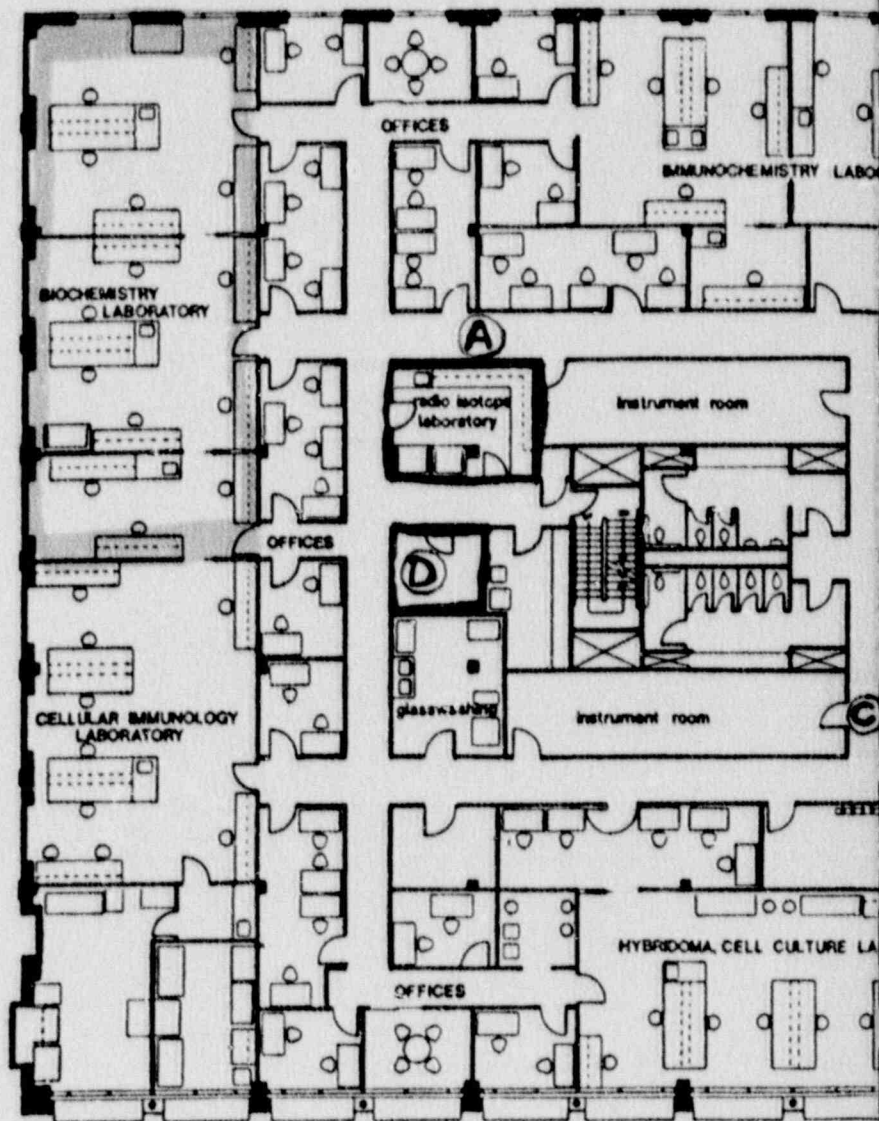 OFFICES
IMMUNOCHEMISTRY LABO
BIOCHEMISTRY
LABORATORY
A
radio isotope
laboratory
instrument room
OFFICES
D
CELLULAR IMMUNOLOGY
LABORATORY
glasswashing
instrument room
C
HYBRIDOMA CELL CULTURE LA
OFFICES